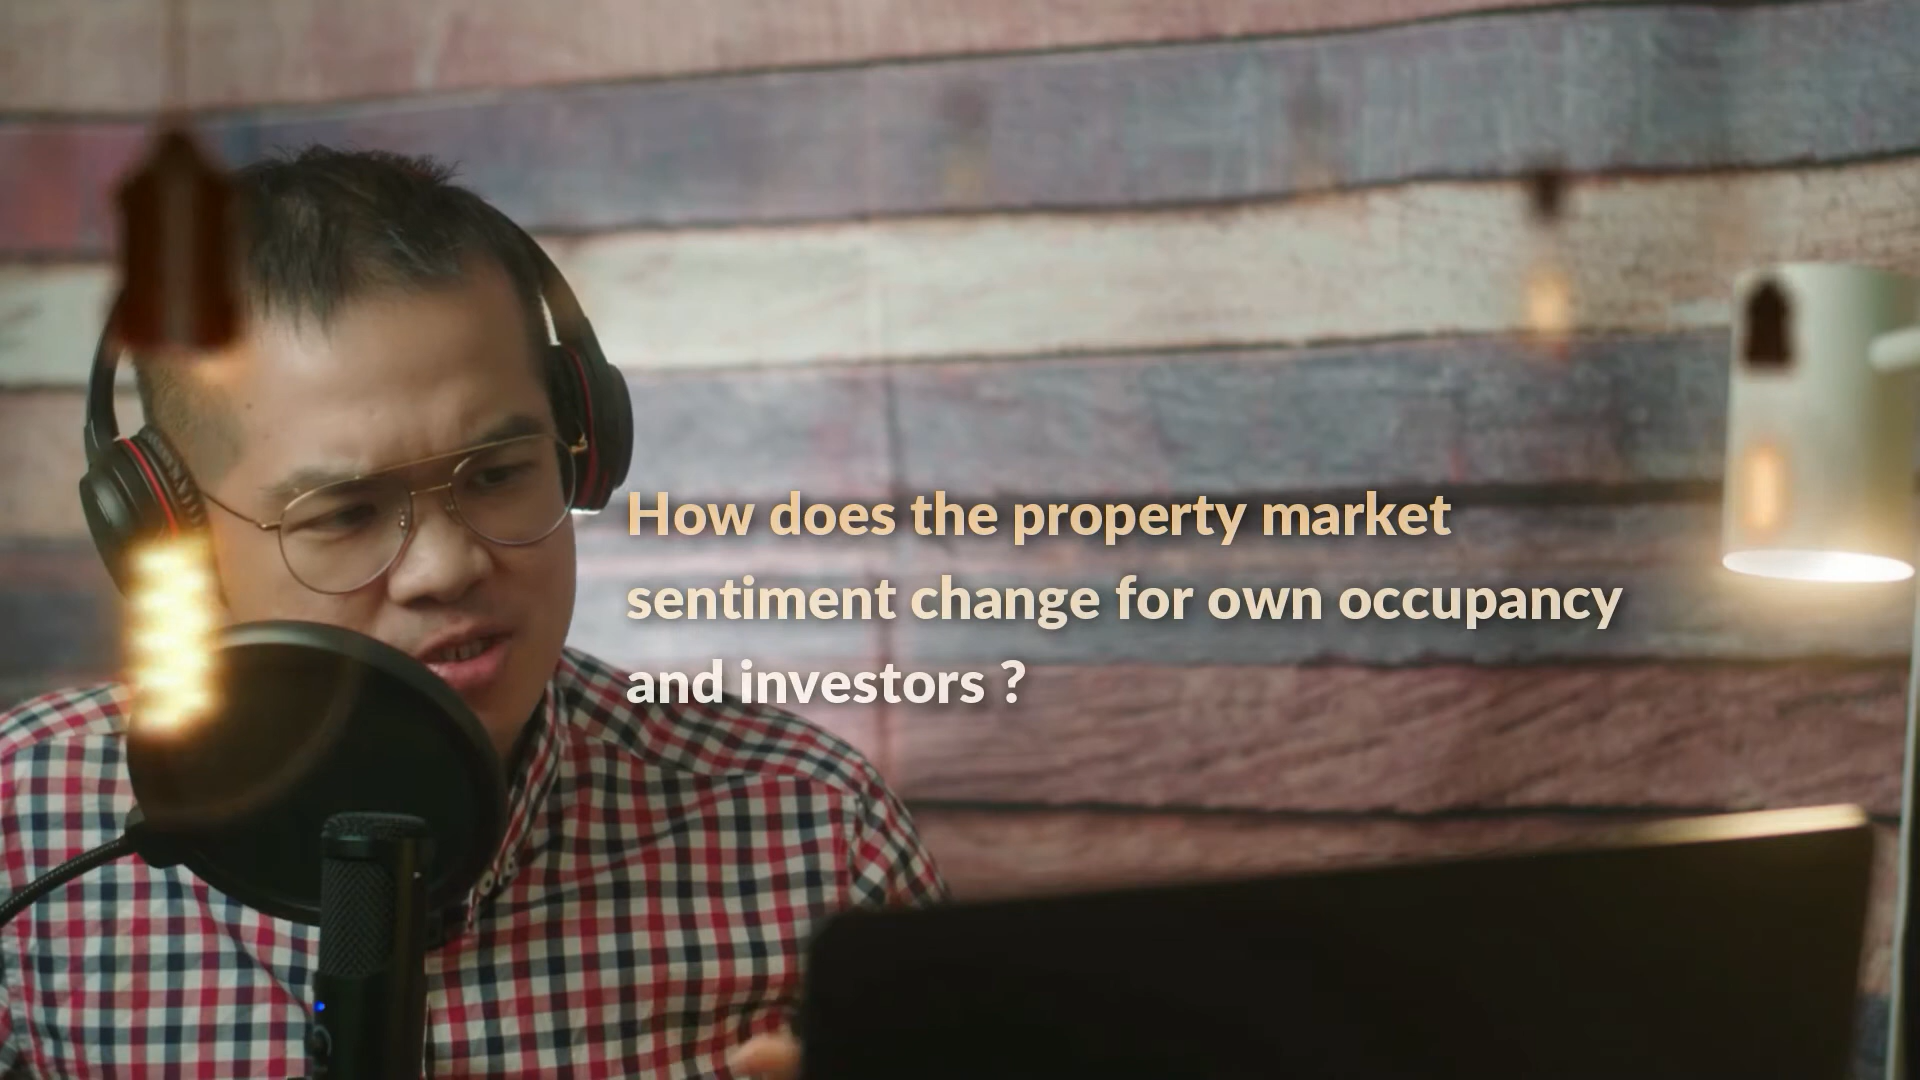 How does the property market
sentiment change for own occupancy
and investors ?